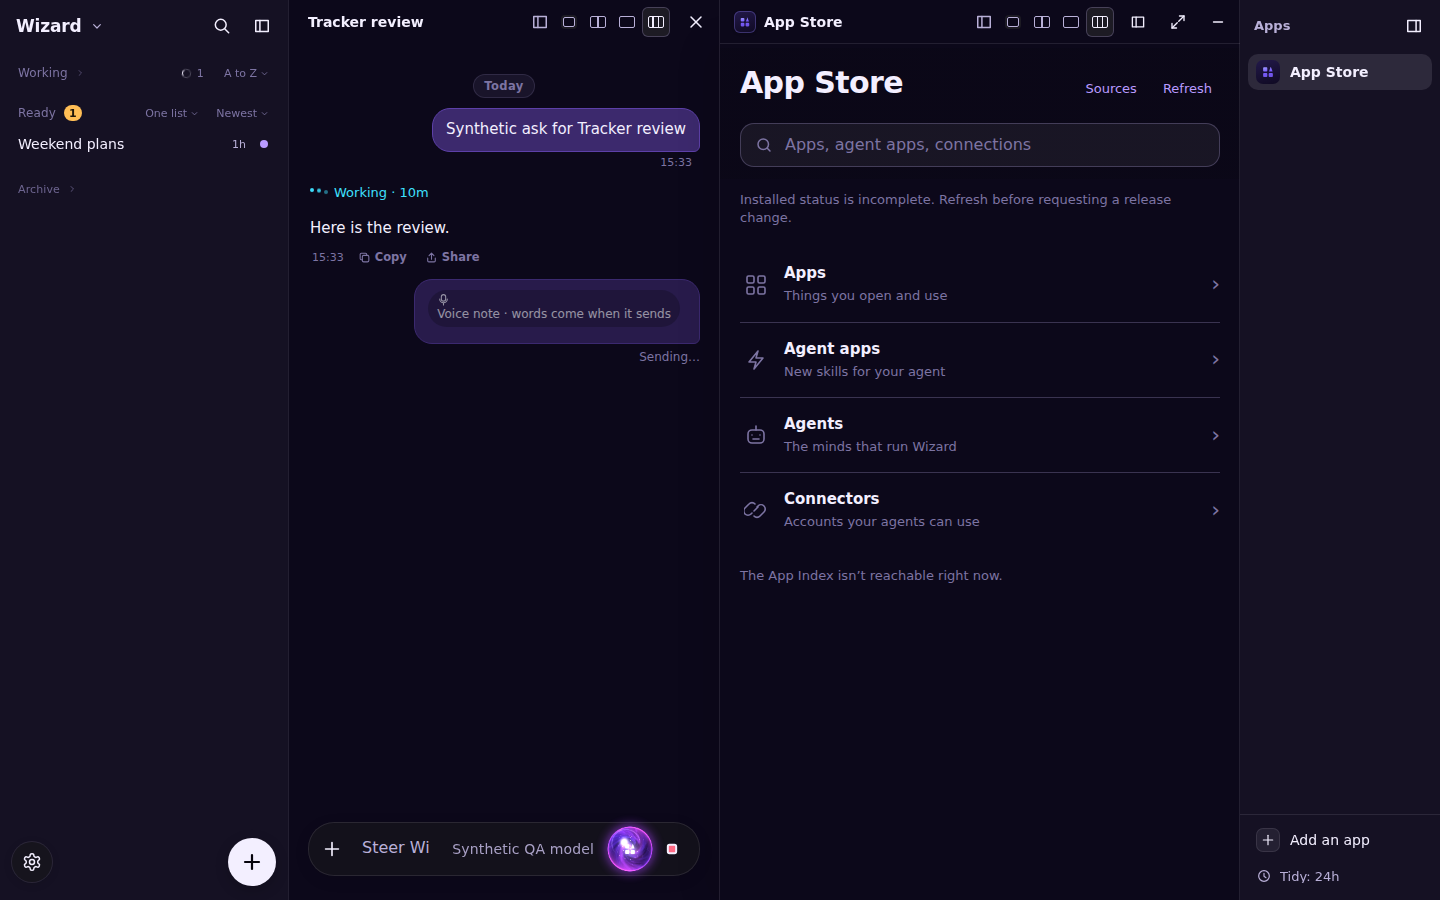 Wizard
Working
1
A to Z
Ready
1
One list
Newest
Weekend plans
1h
Archive
Tracker review
Today
Synthetic ask for Tracker review
15:33
Working · 10m
Here is the review.
15:33
Copy
Share
Voice note · words come when it sends
Sending…
Steer Wi
Synthetic QA model
App Store
App Store
Sources
Refresh
Apps, agent apps, connections
Installed status is incomplete. Refresh before requesting a release
change.
Apps
Things you open and use
Agent apps
New skills for your agent
Agents
The minds that run Wizard
Connectors
Accounts your agents can use
The App Index isn’t reachable right now.
Apps
App Store
Add an app
Tidy: 24h